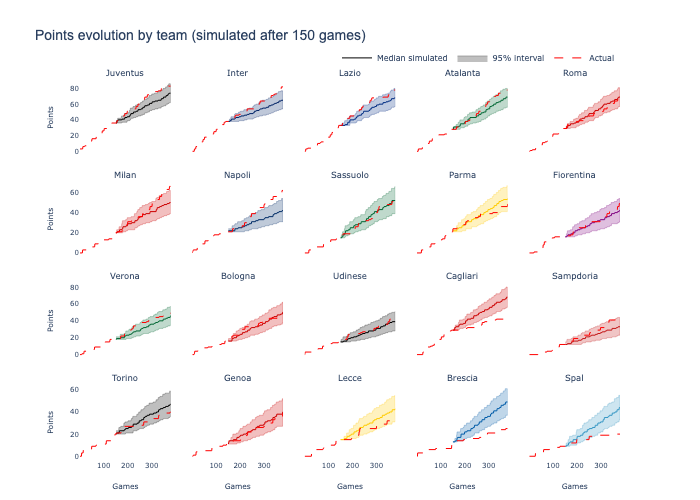 Points evolution by team (simulated after 150 games)
Median simulated 95% interval Actual
Juventus Inter Lazio Atalanta Roma
80
60
40
20
0
Points
Milan Napoli Sassuolo Parma Fiorentina
60
40
20
0
Points
Verona Bologna Udinese Cagliari Sampdoria
80
60
40
20
0
Points
Torino Genoa Lecce Brescia Spal
60
40
20
0
Points
100 200 300 100 200 300 100 200 300 100 200 300 100 200 300
Games Games Games Games Games